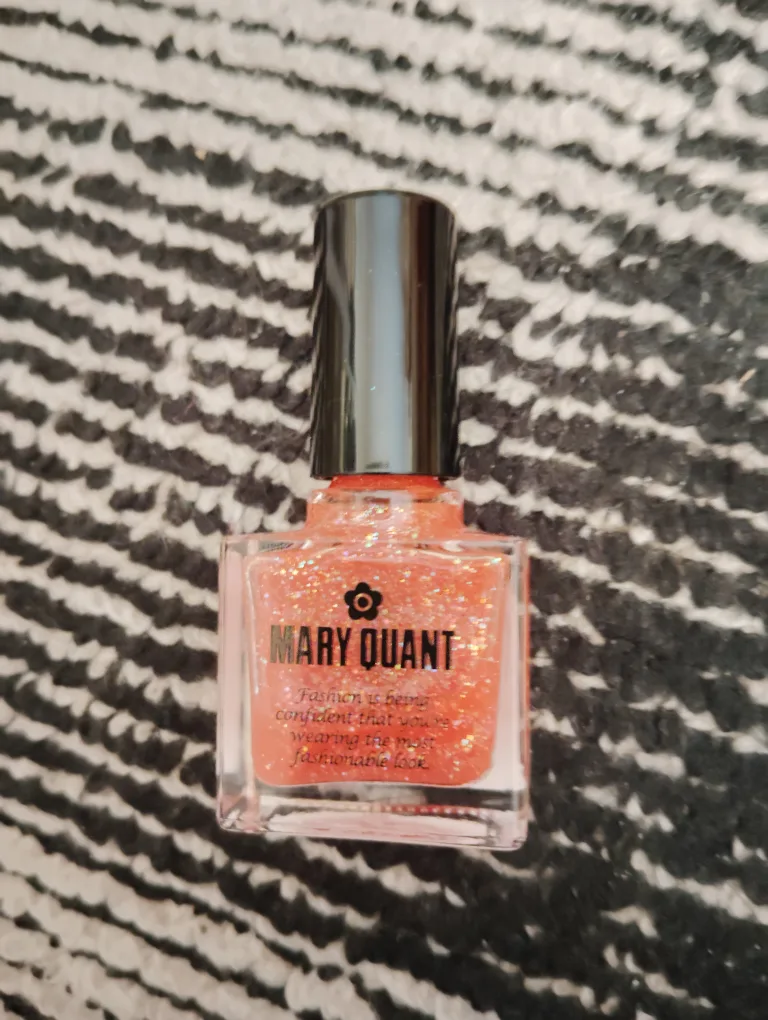 MARY QUANT
Fashion is being
confident that you're
wearing the most
fashionable look.